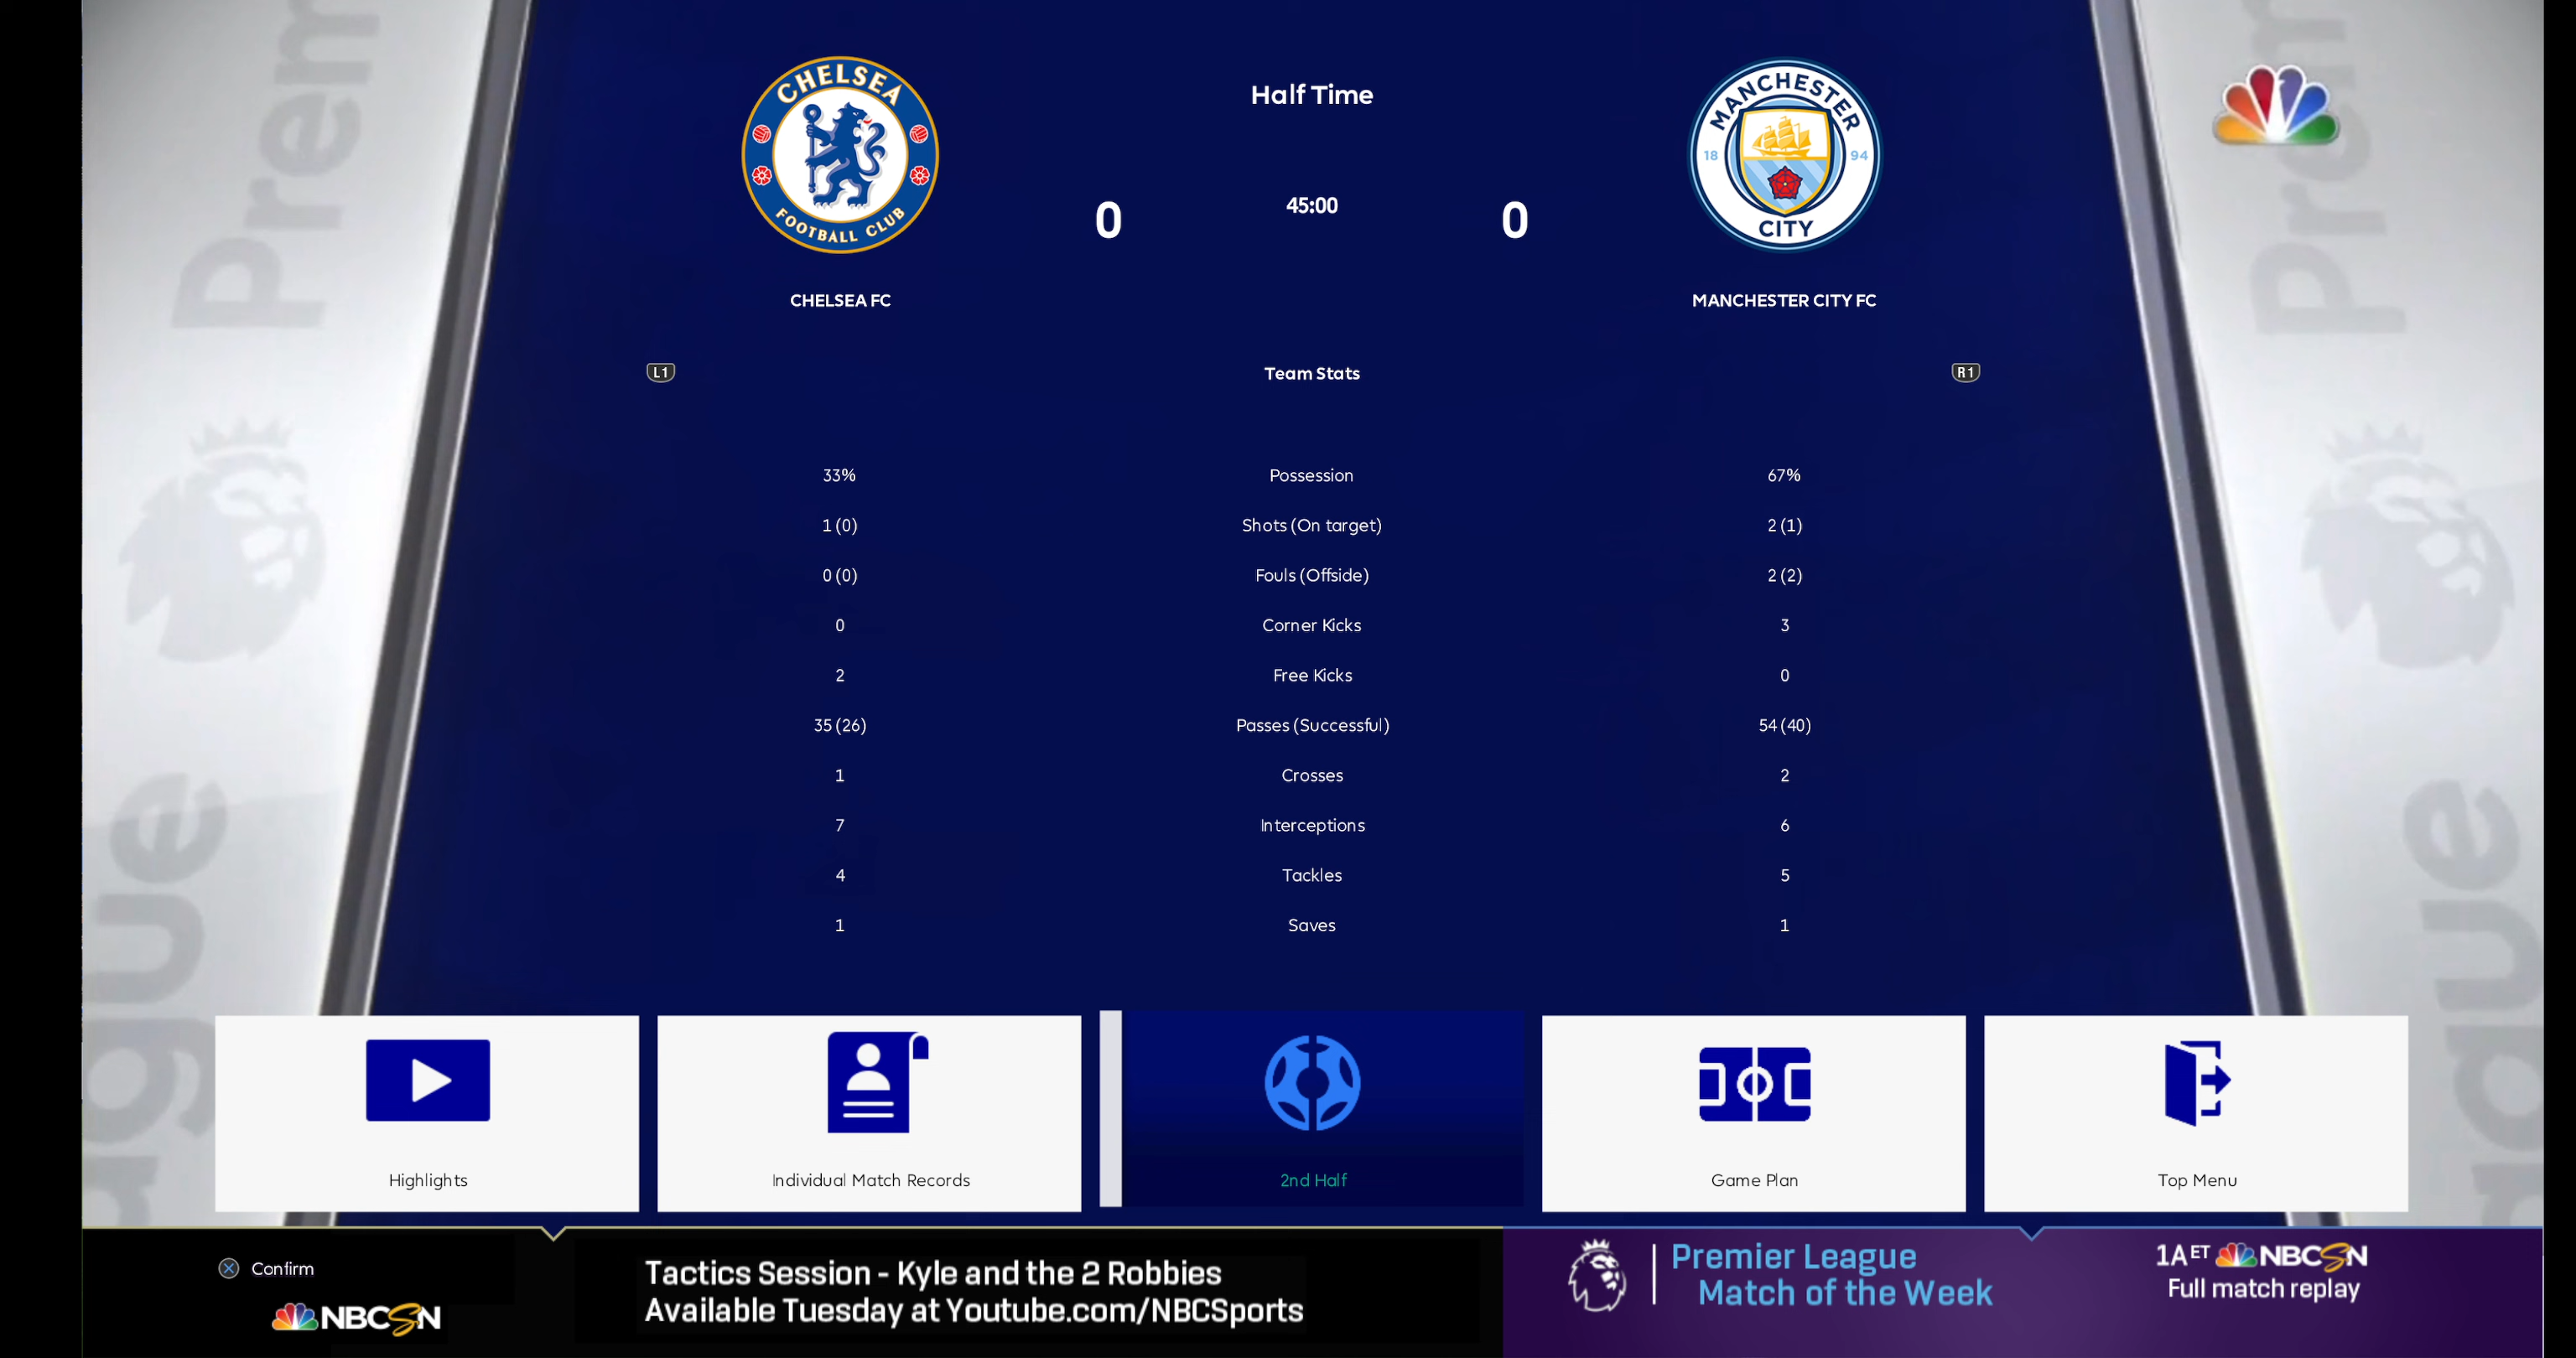 CHELSEA
FOOTBALL CLUB
Half Time
MANCHESTER
18 94
CITY
0 45:00 0
CHELSEA FC MANCHESTER CITY FC
L1 Team Stats R1
33% Possession 67%
1 (0) Shots (On target) 2 (1)
0 (0) Fouls (Offside) 2 (2)
0 Corner Kicks 3
2 Free Kicks 0
35 (26) Passes (Successful) 54 (40)
1 Crosses 2
7 Interceptions 6
4 Tackles 5
1 Saves 1
Highlights Individual Match Records 2nd Half Game Plan Top Menu
Confirm
NBCSN
Tactics Session - Kyle and the 2 Robbies
Available Tuesday at Youtube.com/NBCSports
Premier League
Match of the Week
1A ET NBCSN
Full match replay